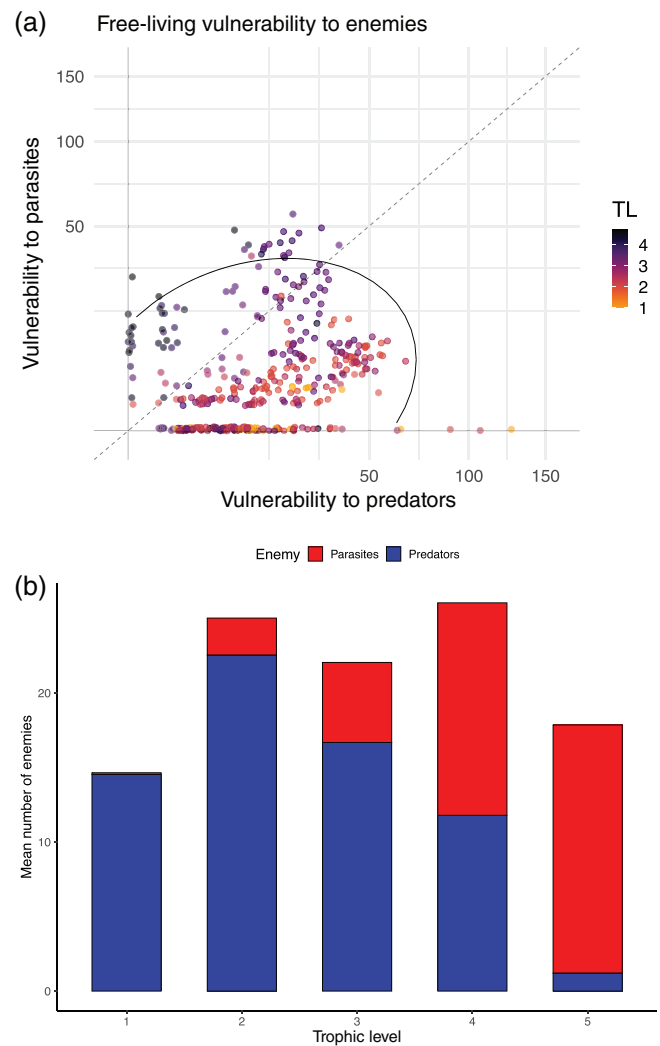 (a) Free-living vulnerability to enemies
Vulnerability to parasites
150
100
50
50 100 150
Vulnerability to predators
TL
4
3
2
1
Enemy Parasites Predators
(b)
Mean number of enemies
20
10
0
1 2 3 4 5
Trophic level